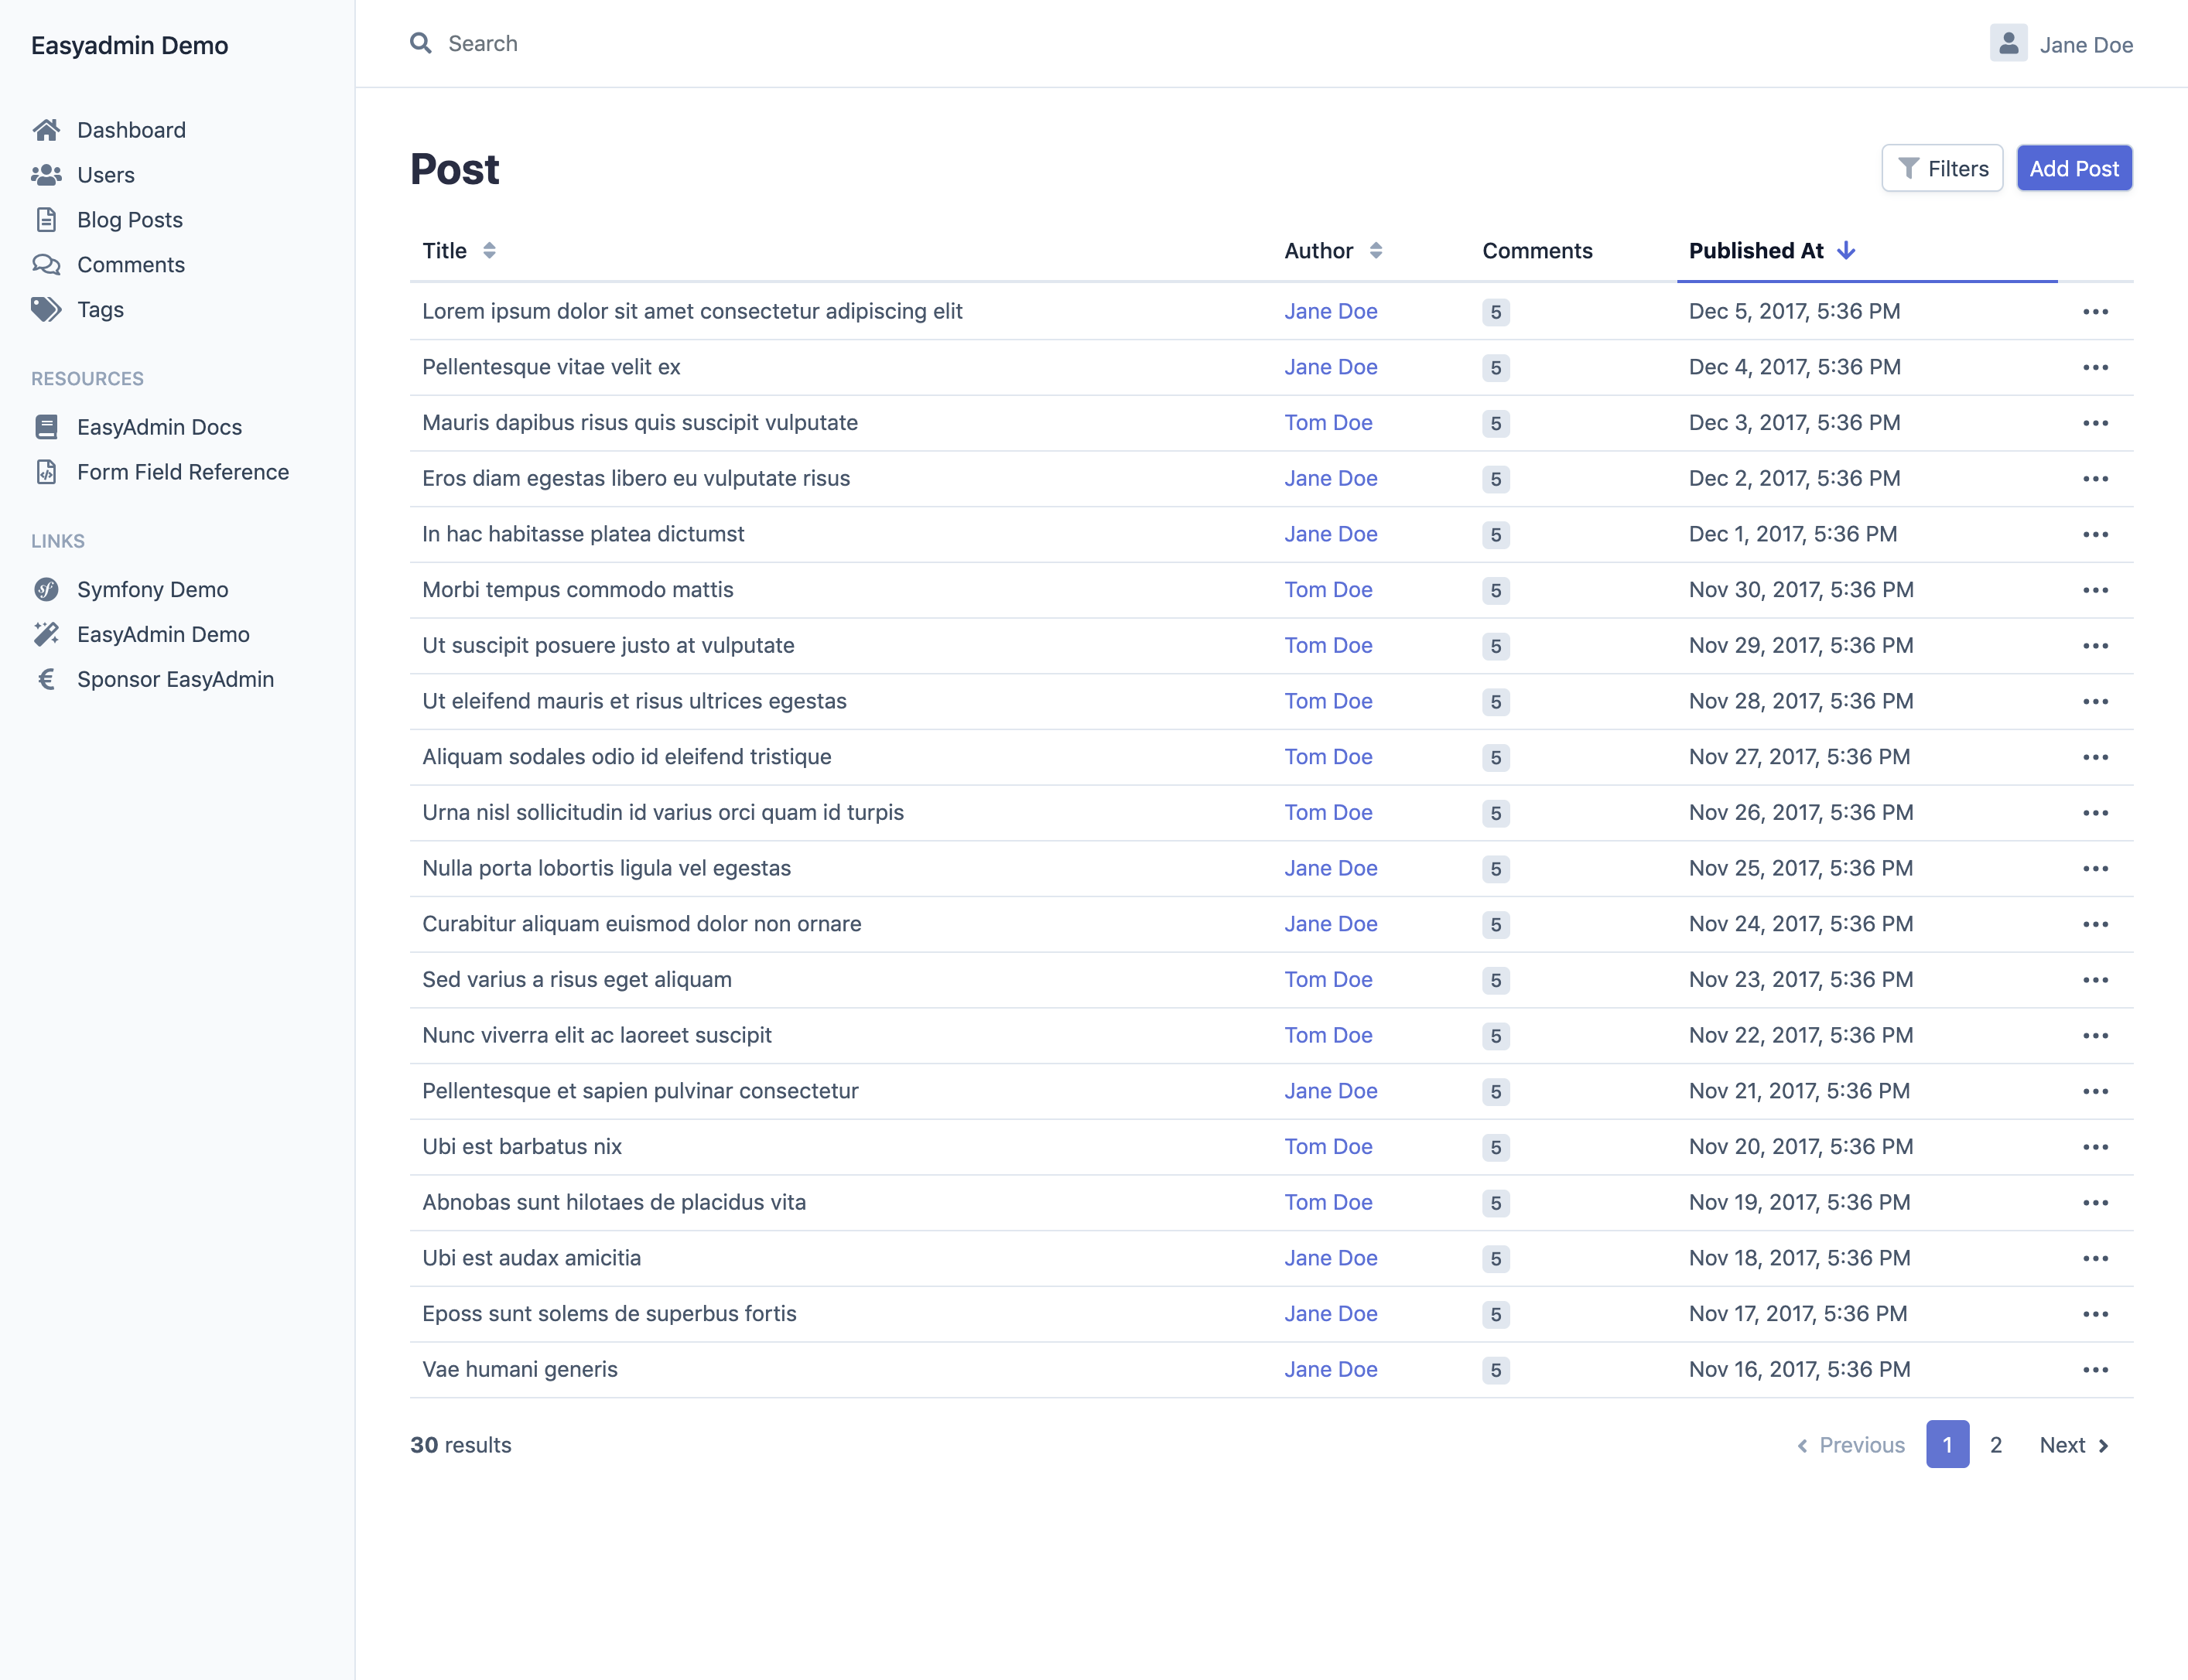 Easyadmin Demo
Dashboard
Users
Blog Posts
Comments
Tags
RESOURCES
EasyAdmin Docs
Form Field Reference
LINKS
Symfony Demo
EasyAdmin Demo
Sponsor EasyAdmin
Search
Jane Doe
Post
Filters
Add Post
Title Author Comments Published At
Lorem ipsum dolor sit amet consectetur adipiscing elit Jane Doe 5 Dec 5, 2017, 5:36 PM
Pellentesque vitae velit ex Jane Doe 5 Dec 4, 2017, 5:36 PM
Mauris dapibus risus quis suscipit vulputate Tom Doe 5 Dec 3, 2017, 5:36 PM
Eros diam egestas libero eu vulputate risus Jane Doe 5 Dec 2, 2017, 5:36 PM
In hac habitasse platea dictumst Jane Doe 5 Dec 1, 2017, 5:36 PM
Morbi tempus commodo mattis Tom Doe 5 Nov 30, 2017, 5:36 PM
Ut suscipit posuere justo at vulputate Tom Doe 5 Nov 29, 2017, 5:36 PM
Ut eleifend mauris et risus ultrices egestas Tom Doe 5 Nov 28, 2017, 5:36 PM
Aliquam sodales odio id eleifend tristique Tom Doe 5 Nov 27, 2017, 5:36 PM
Urna nisl sollicitudin id varius orci quam id turpis Tom Doe 5 Nov 26, 2017, 5:36 PM
Nulla porta lobortis ligula vel egestas Jane Doe 5 Nov 25, 2017, 5:36 PM
Curabitur aliquam euismod dolor non ornare Jane Doe 5 Nov 24, 2017, 5:36 PM
Sed varius a risus eget aliquam Tom Doe 5 Nov 23, 2017, 5:36 PM
Nunc viverra elit ac laoreet suscipit Tom Doe 5 Nov 22, 2017, 5:36 PM
Pellentesque et sapien pulvinar consectetur Jane Doe 5 Nov 21, 2017, 5:36 PM
Ubi est barbatus nix Tom Doe 5 Nov 20, 2017, 5:36 PM
Abnobas sunt hilotaes de placidus vita Tom Doe 5 Nov 19, 2017, 5:36 PM
Ubi est audax amicitia Jane Doe 5 Nov 18, 2017, 5:36 PM
Eposs sunt solems de superbus fortis Jane Doe 5 Nov 17, 2017, 5:36 PM
Vae humani generis Jane Doe 5 Nov 16, 2017, 5:36 PM
30 results
Previous 1 2 Next